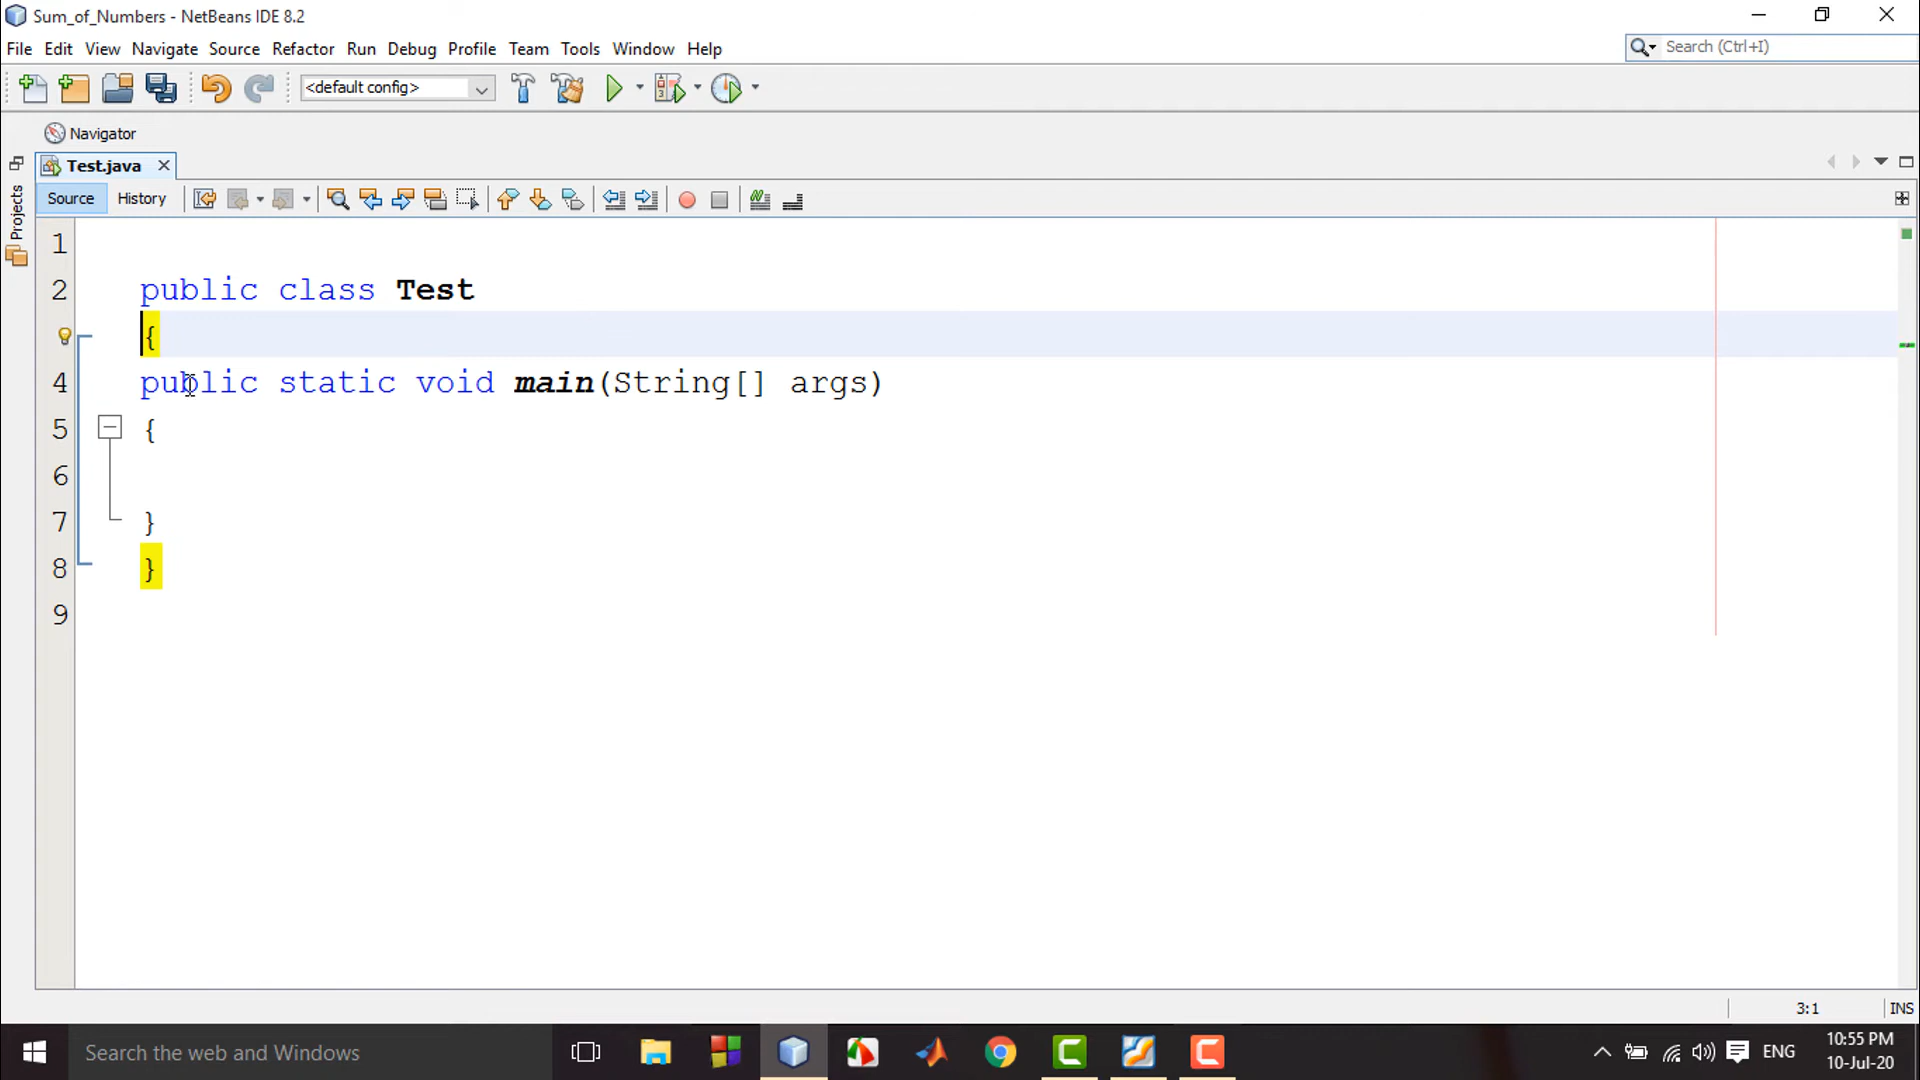 Sum_of_Numbers - NetBeans IDE 8.2
File Edit View Navigate Source Refactor Run Debug Profile Team Tools Window Help
Search (Ctrl+I)
<default config>
Navigator
Test.java
Projects
Source History
1
2 public class Test
{
4 public static void main(String[] args)
5 {
6
7 }
8 }
9
3:1 INS
Search the web and Windows
ENG
10:55 PM
10-Jul-20